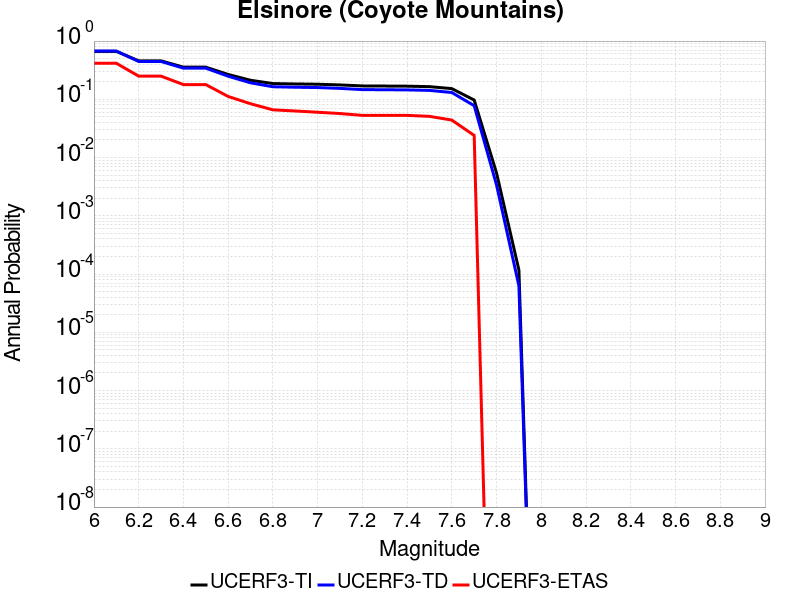 Elsinore (Coyote Mountains)
10^0
10^-1
10^-2
10^-3
10^-4
10^-5
10^-6
10^-7
10^-8
Annual Probability
6 6.2 6.4 6.6 6.8 7 7.2 7.4 7.6 7.8 8 8.2 8.4 8.6 8.8 9
Magnitude
UCERF3-TI UCERF3-TD UCERF3-ETAS